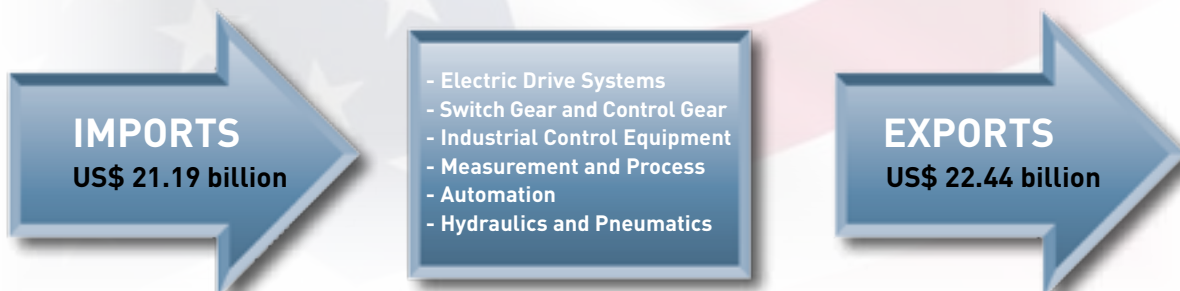 IMPORTS
US$ 21.19 billion
- Electric Drive Systems
- Switch Gear and Control Gear
- Industrial Control Equipment
- Measurement and Process
- Automation
- Hydraulics and Pneumatics
EXPORTS
US$ 22.44 billion